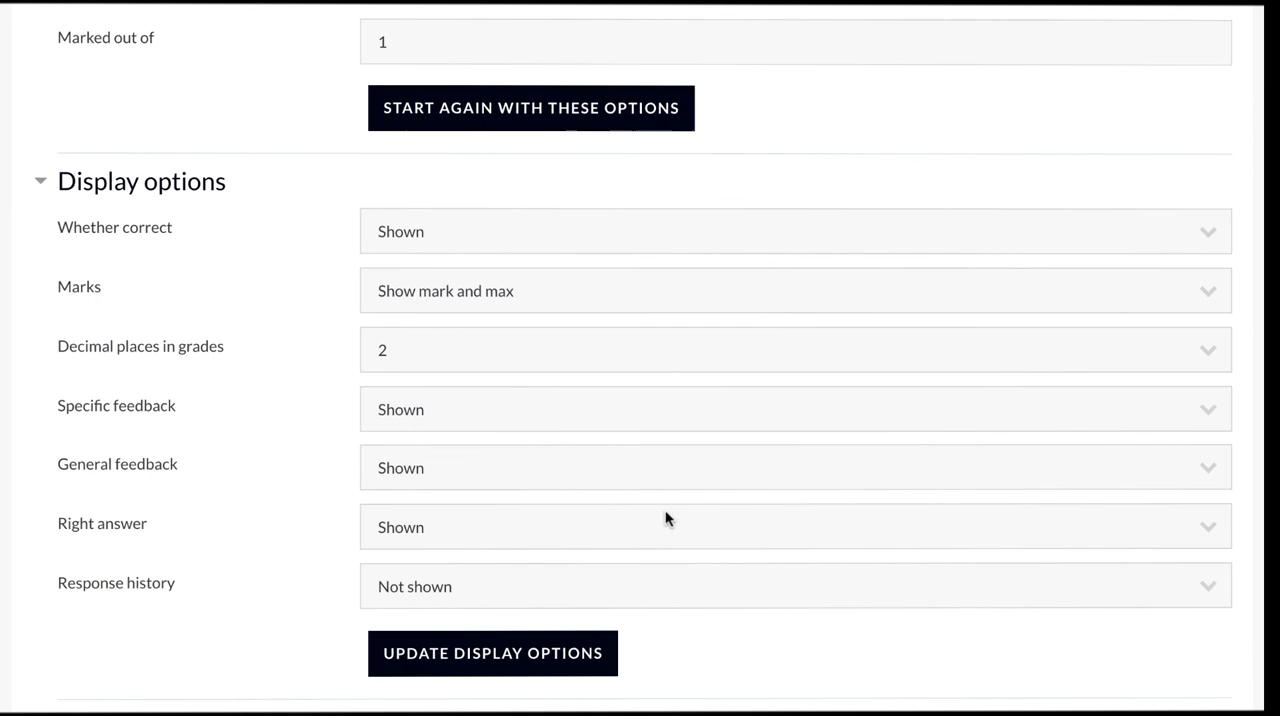 Marked out of
1
START AGAIN WITH THESE OPTIONS
Display options
Whether correct
Shown
Marks
Show mark and max
Decimal places in grades
2
Specific feedback
Shown
General feedback
Shown
Right answer
Shown
Response history
Not shown
UPDATE DISPLAY OPTIONS